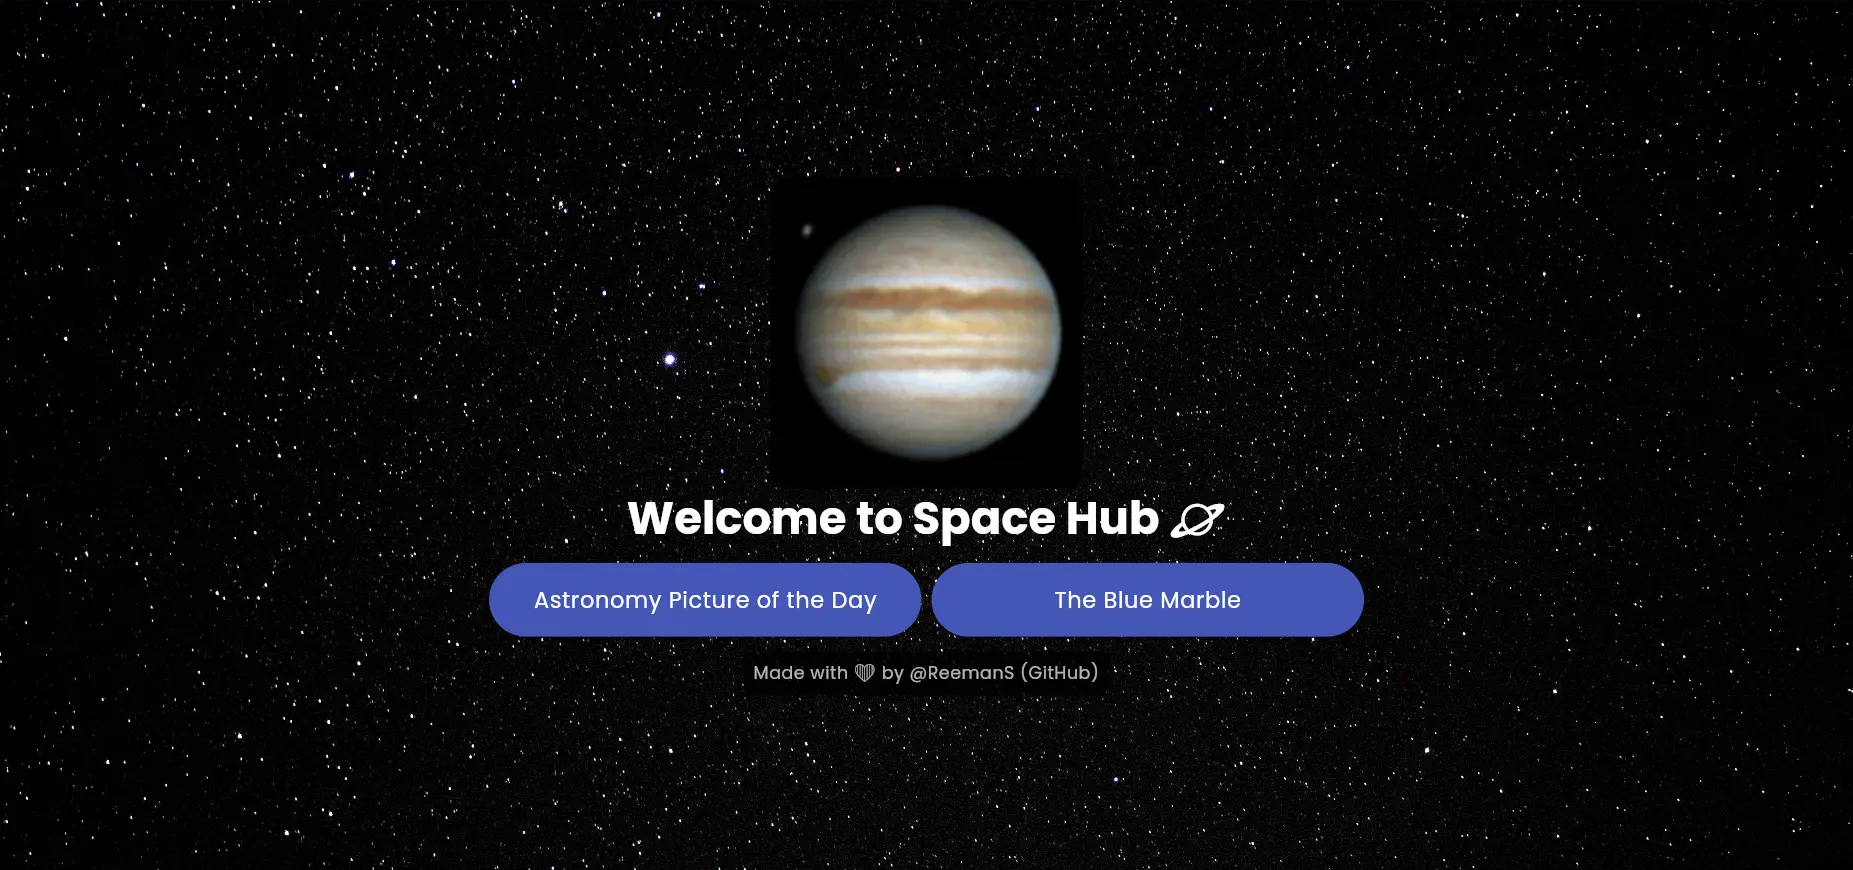 Welcome to Space Hub 🪐
Astronomy Picture of the Day
The Blue Marble
Made with ♥ by @ReemanS (GitHub)